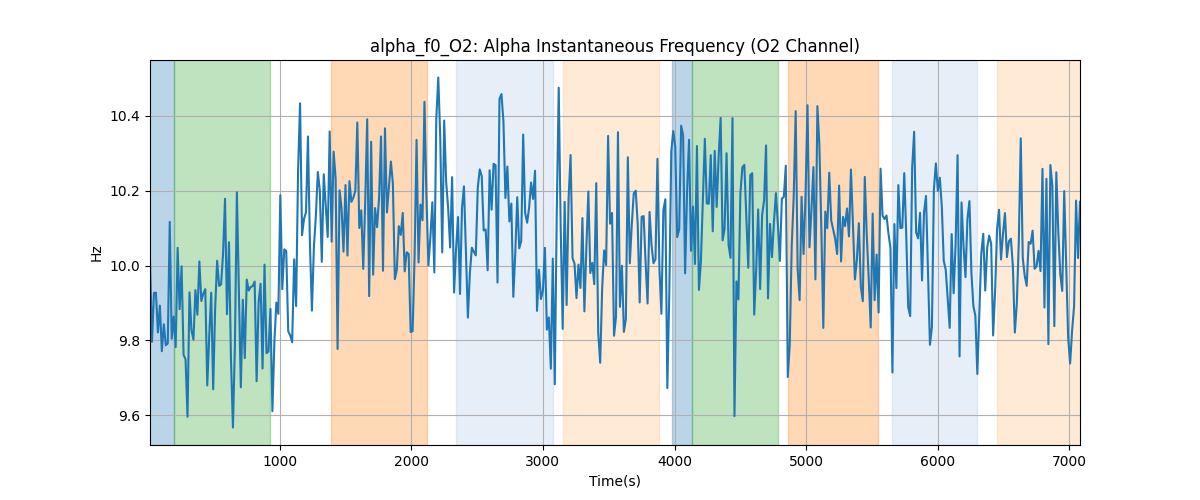 alpha_f0_O2: Alpha Instantaneous Frequency (O2 Channel)
Hz
10.4
10.2
10.0
9.8
9.6
1000 2000 3000 4000 5000 6000 7000
Time(s)